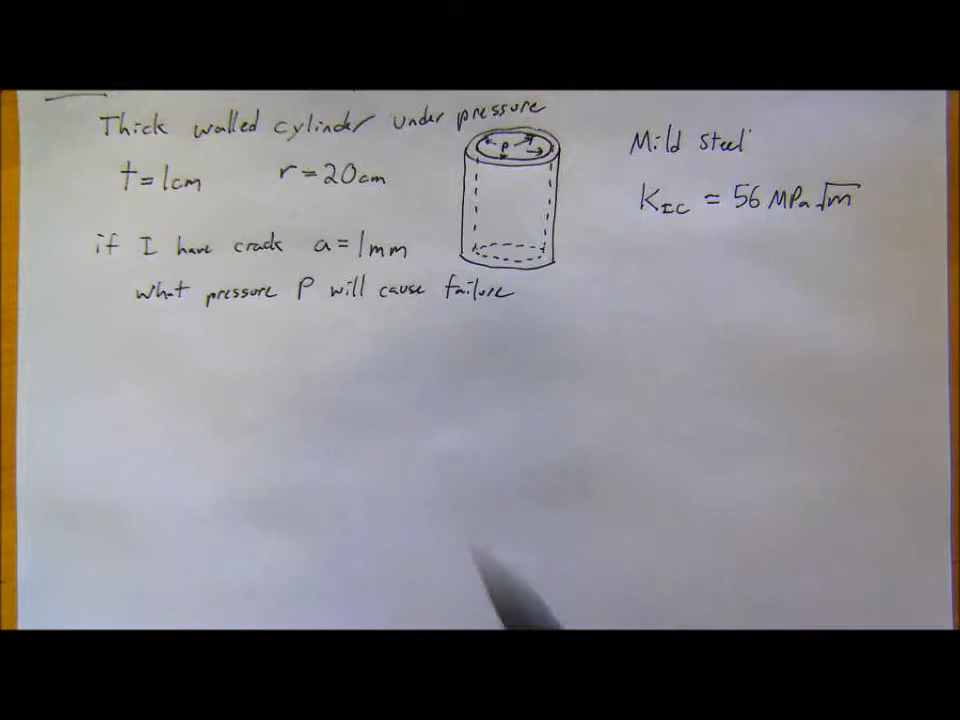 Thick walled cylinder under pressure
t = 1cm r = 20cm
P
Mild steel
K_IC = 56 MPa√m
if I have crack a = 1mm
what pressure P will cause failure